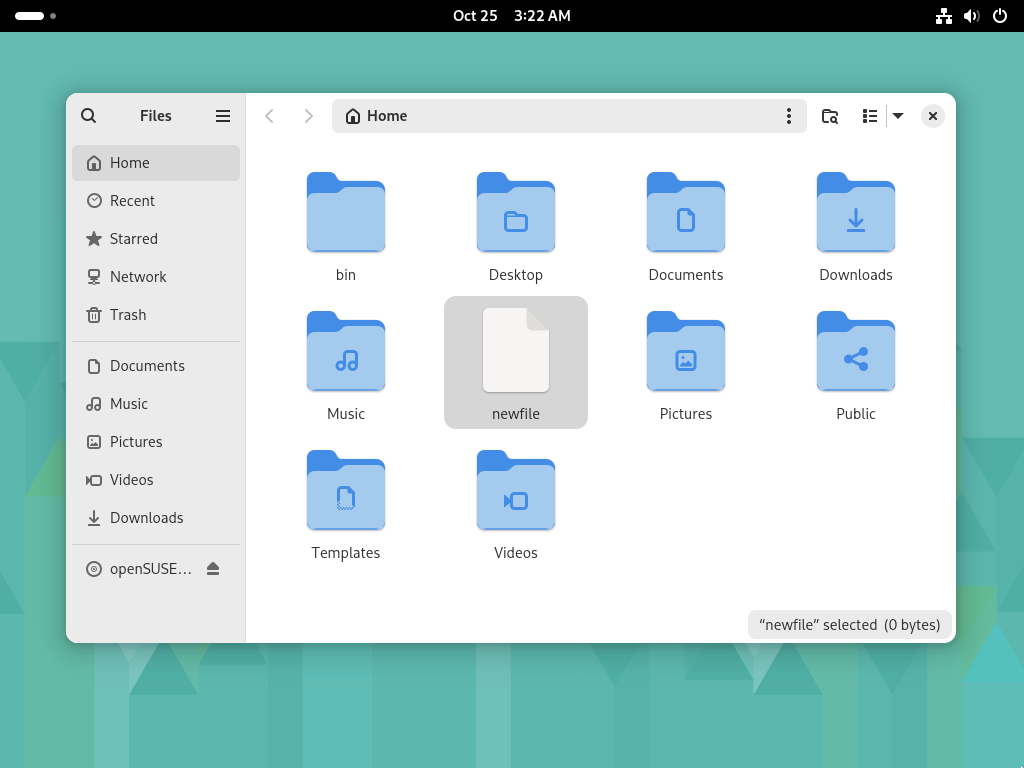 Oct 25 3:22 AM
Files
Home
Home
Recent
Starred
Network
Trash
Documents
Music
Pictures
Videos
Downloads
openSUSE…
bin
Desktop
Documents
Downloads
Music
newfile
Pictures
Public
Templates
Videos
“newfile” selected (0 bytes)